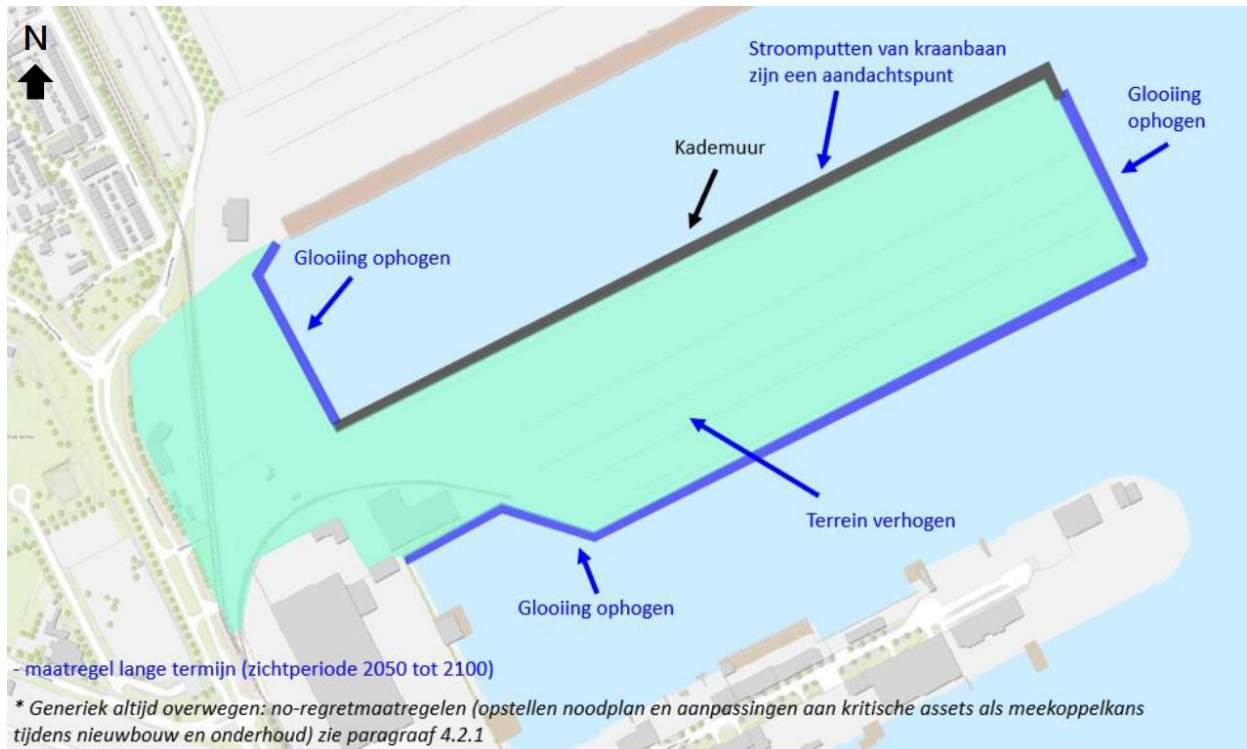 N
Stroomputten van kraanbaan
zijn een aandachtspunt
Glooiing
ophogen
Kademuur
Glooiing ophogen
Terrein verhogen
Glooiing ophogen
- maatregel lange termijn (zichtperiode 2050 tot 2100)
* Generiek altijd overwegen: no-regretmaatregelen (opstellen noodplan en aanpassingen aan kritische assets als meekoppelkans
tijdens nieuwbouw en onderhoud) zie paragraaf 4.2.1